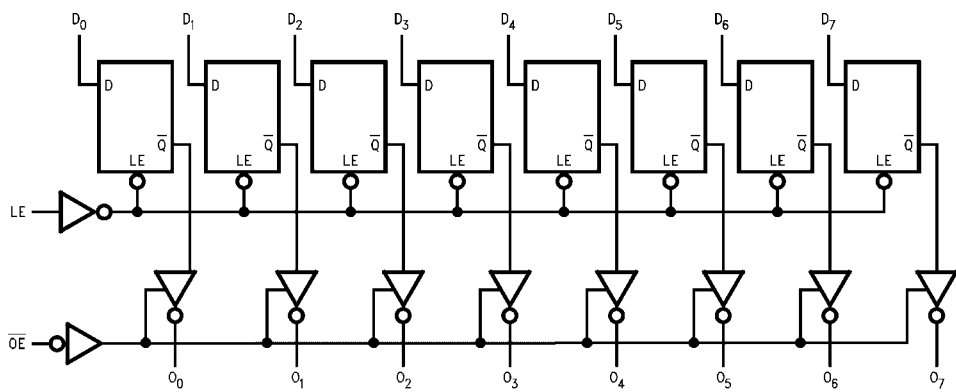 D₀ D₁ D₂ D₃ D₄ D₅ D₆ D₇
D D D D D D D D
Q̅ Q̅ Q̅ Q̅ Q̅ Q̅ Q̅ Q̅
LE LE LE LE LE LE LE LE
LE
O̅E̅
O₀ O₁ O₂ O₃ O₄ O₅ O₆ O₇